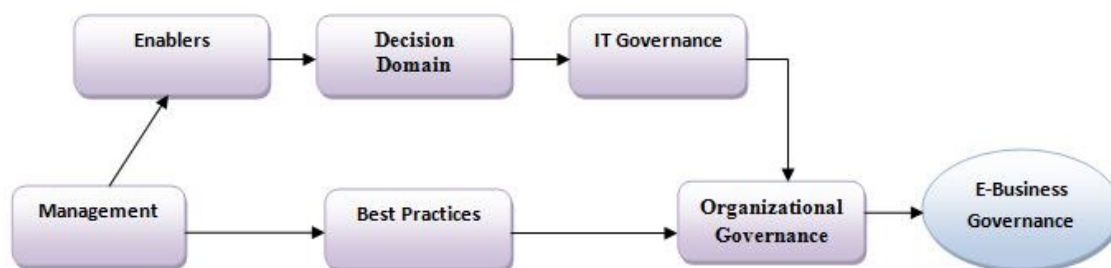 Enablers
Decision
Domain
IT Governance
Management
Best Practices
Organizational
Governance
E-Business
Governance